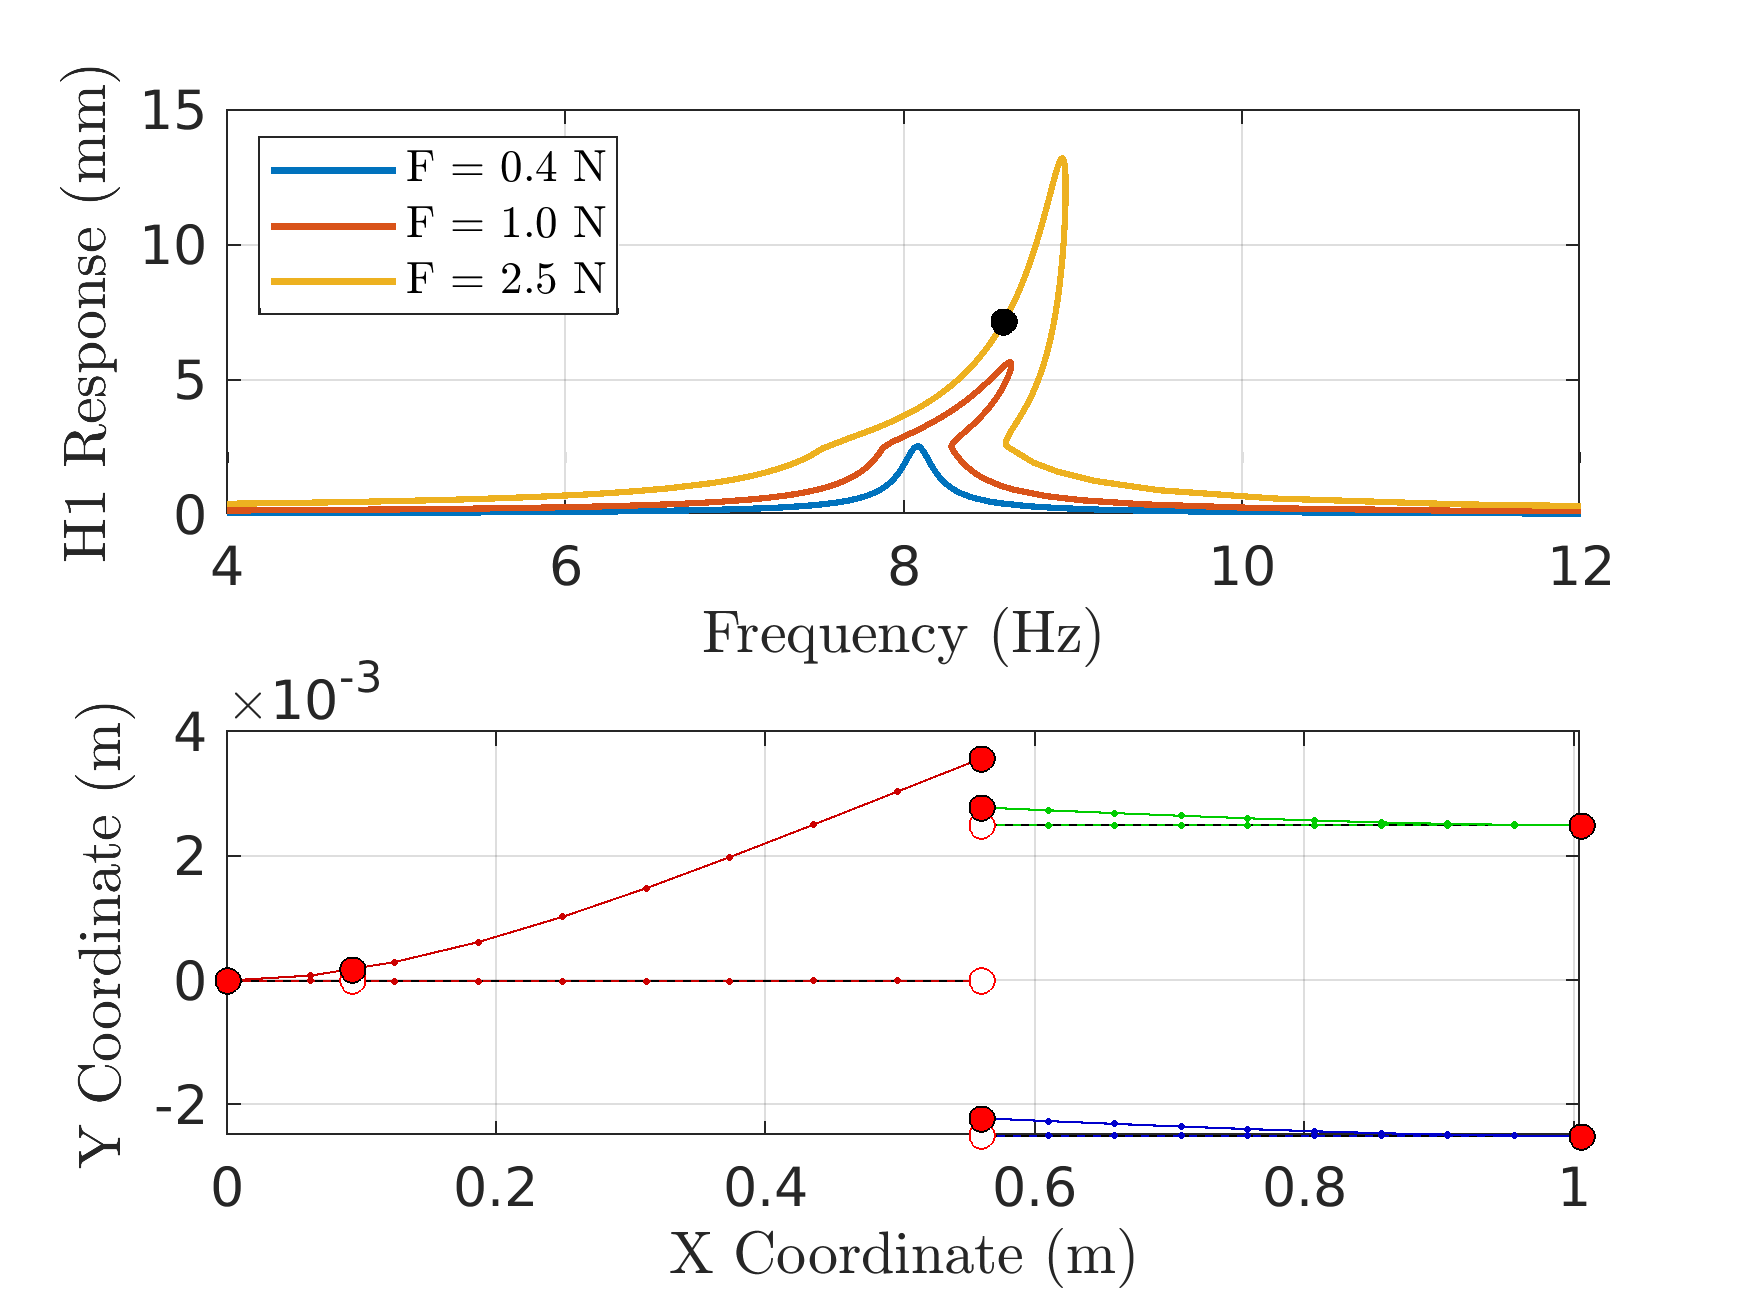 H1 Response (mm)
15
10
5
0
F = 0.4 N
F = 1.0 N
F = 2.5 N
4 6 8 10 12
Frequency (Hz)
×10-3
Y Coordinate (m)
4
2
0
-2
0 0.2 0.4 0.6 0.8 1
X Coordinate (m)